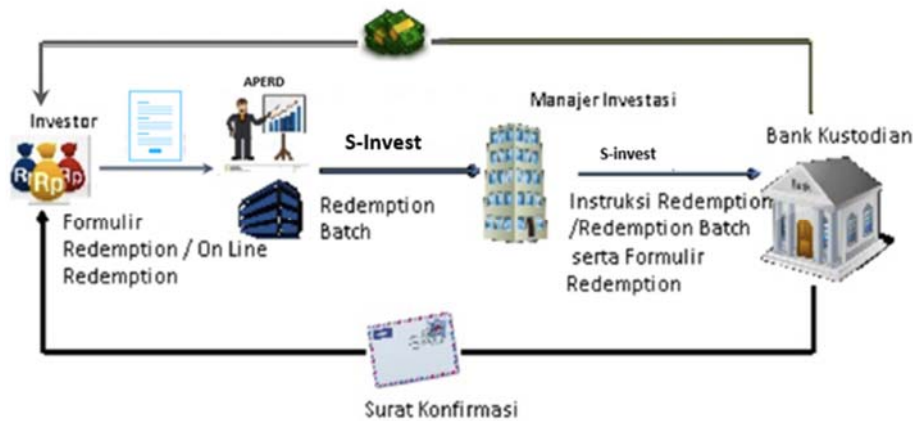 APERD
Manajer Investasi
Investor
Bank Kustodian
S-Invest
S-invest
Rp
Formulir
Redemption / On Line
Redemption
Redemption
Batch
Instruksi Redemption
/Redemption Batch
serta Formulir
Redemption
Surat Konfirmasi